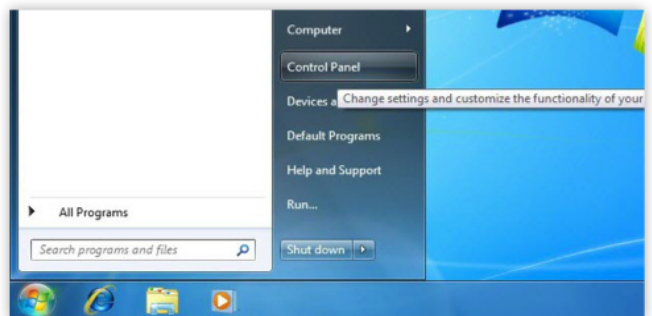 Computer
Control Panel
Devices a
Change settings and customize the functionality of your
Default Programs
Help and Support
All Programs
Run...
Search programs and files
Shut down